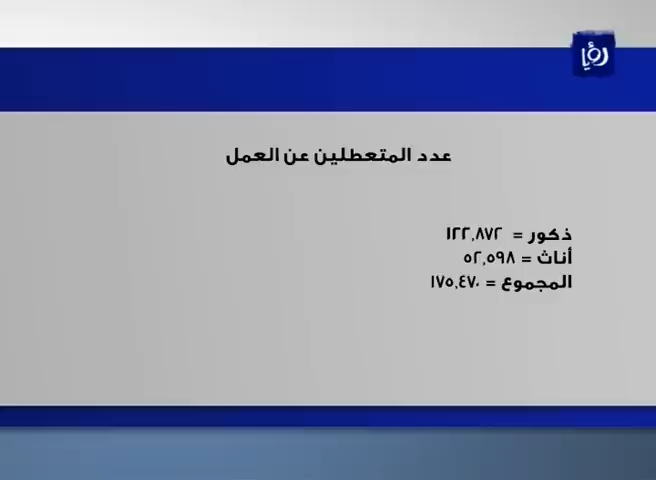 رؤيا
عدد المتعطلين عن العمل
ذكور = ١٢٢,٨٧٢
أناث = ٥٢,٥٩٨
المجموع = ١٧٥,٤٧٠